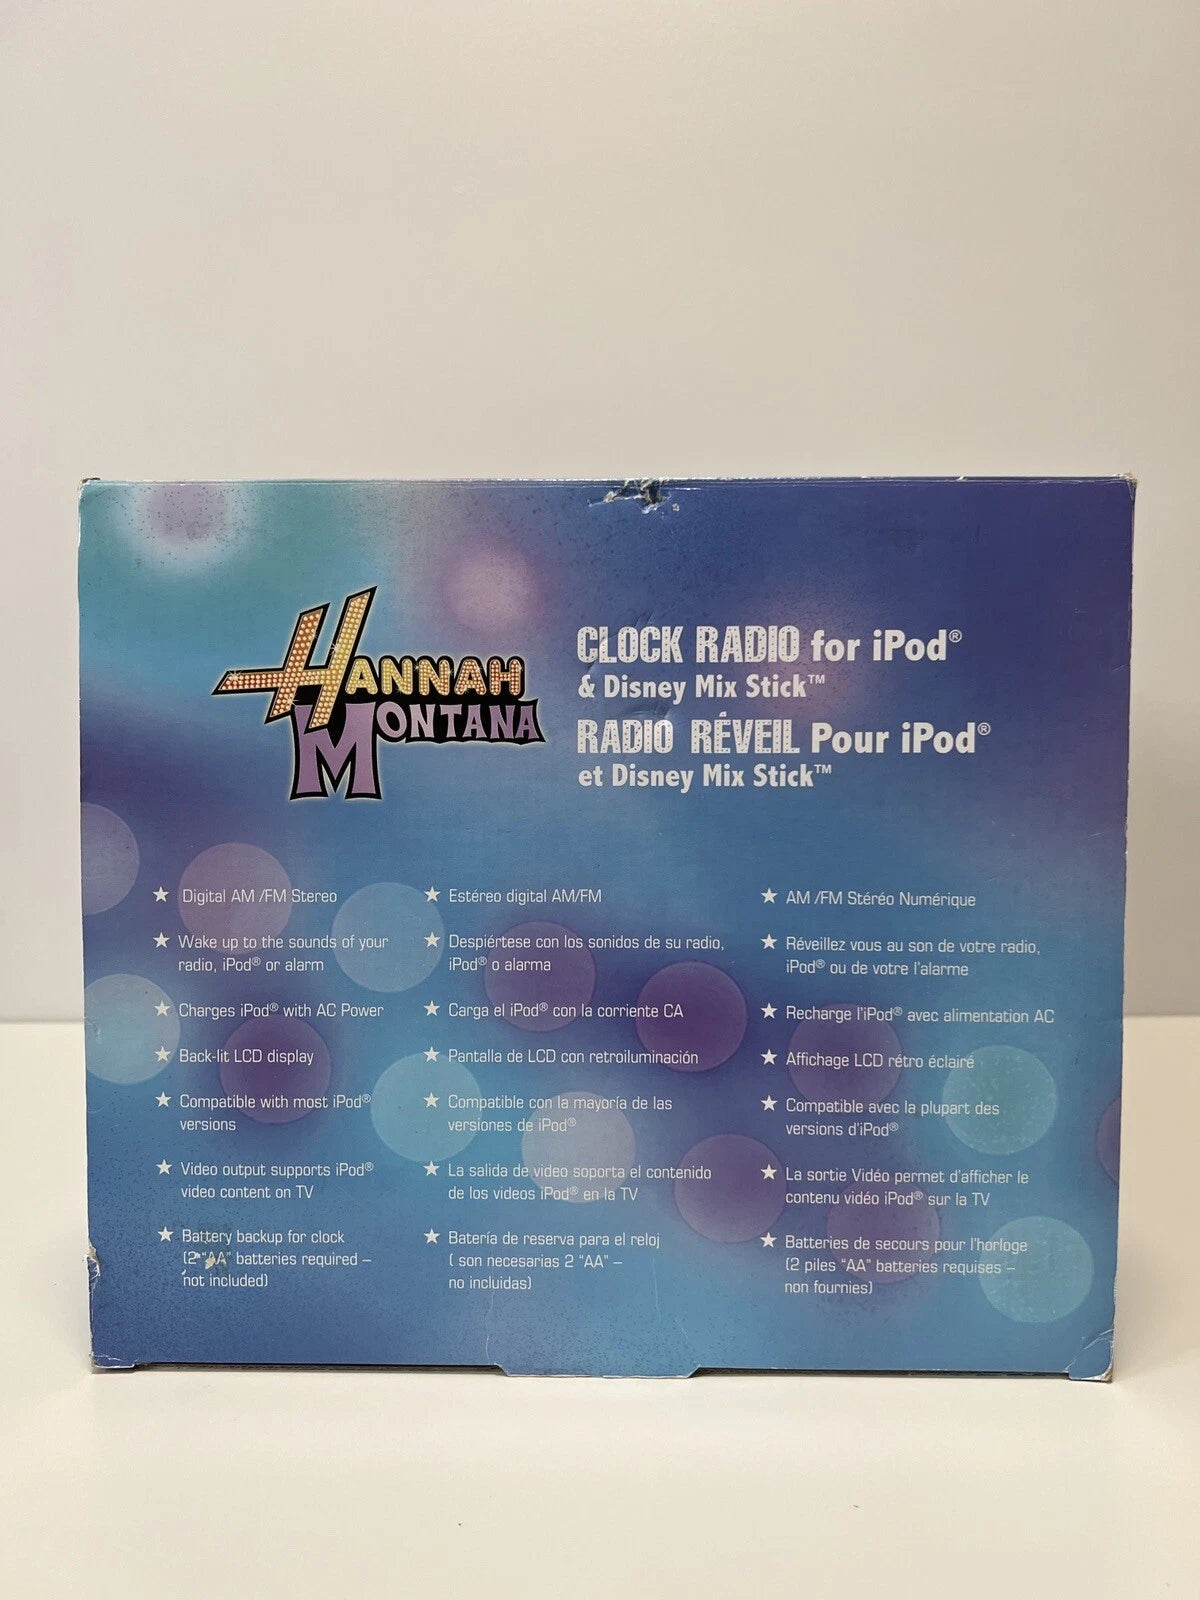 HANNAH
MONTANA
CLOCK RADIO for iPod®
& Disney Mix Stick™
RADIO RÉVEIL Pour iPod®
et Disney Mix Stick™
★ Digital AM /FM Stereo
★ Wake up to the sounds of your
radio, iPod® or alarm
★ Charges iPod® with AC Power
★ Back-lit LCD display
★ Compatible with most iPod®
versions
★ Video output supports iPod®
video content on TV
★ Battery backup for clock
(2 "AA" batteries required –
not included)
★ Estéreo digital AM/FM
★ Despiértese con los sonidos de su radio,
iPod® o alarma
★ Carga el iPod® con la corriente CA
★ Pantalla de LCD con retroiluminación
★ Compatible con la mayoría de las
versiones de iPod®
★ La salida de video soporta el contenido
de los videos iPod® en la TV
★ Batería de reserva para el reloj
( son necesarias 2 "AA" –
no incluidas)
★ AM /FM Stéréo Numérique
★ Réveillez vous au son de votre radio,
iPod® ou de votre l'alarme
★ Recharge l'iPod® avec alimentation AC
★ Affichage LCD rétro éclairé
★ Compatible avec la plupart des
versions d'iPod®
★ La sortie Vidéo permet d'afficher le
contenu vidéo iPod® sur la TV
★ Batteries de secours pour l'horloge
(2 piles "AA" batteries requises –
non fournies)